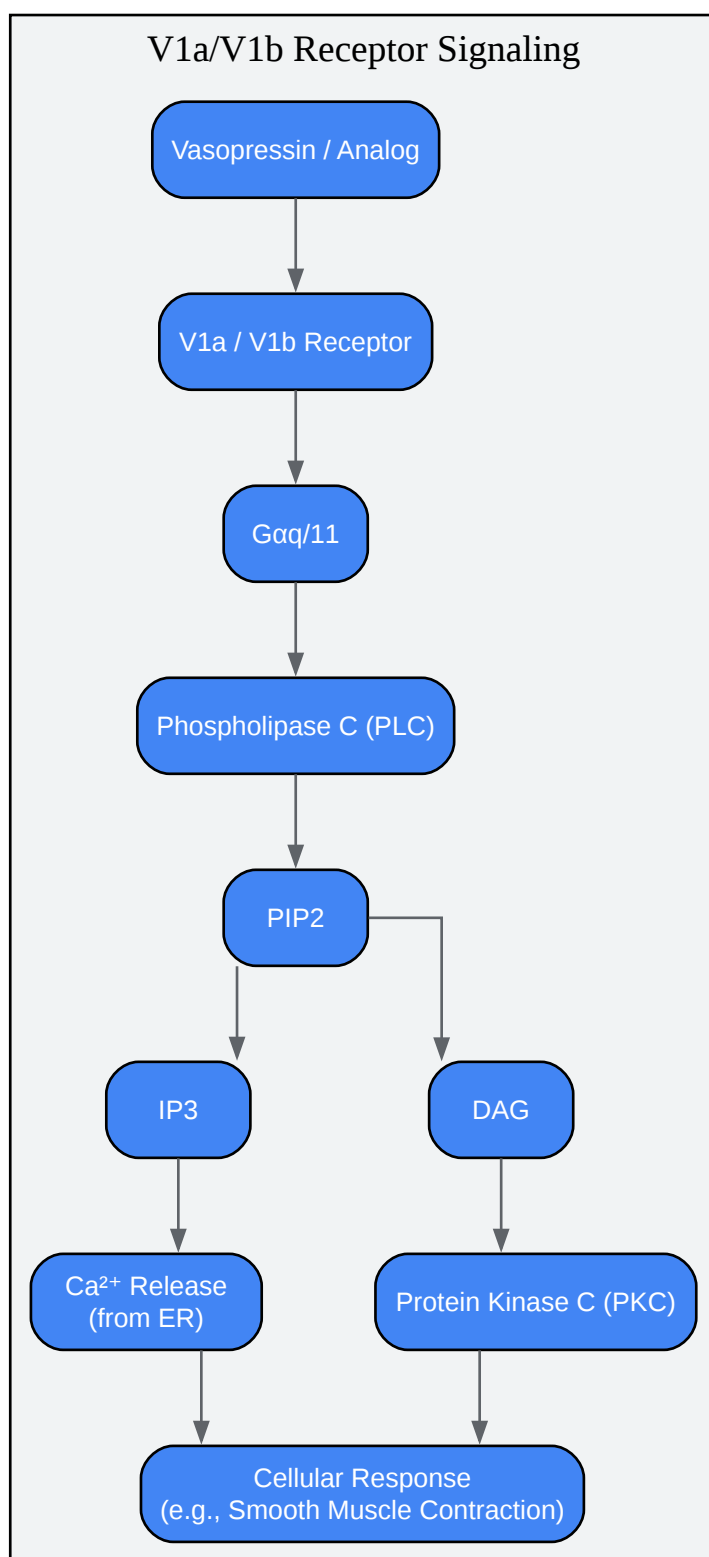 V1a/V1b Receptor Signaling
Vasopressin / Analog
V1a / V1b Receptor
Gαq/11
Phospholipase C (PLC)
PIP2
IP3
DAG
Ca²⁺ Release
(from ER)
Protein Kinase C (PKC)
Cellular Response
(e.g., Smooth Muscle Contraction)